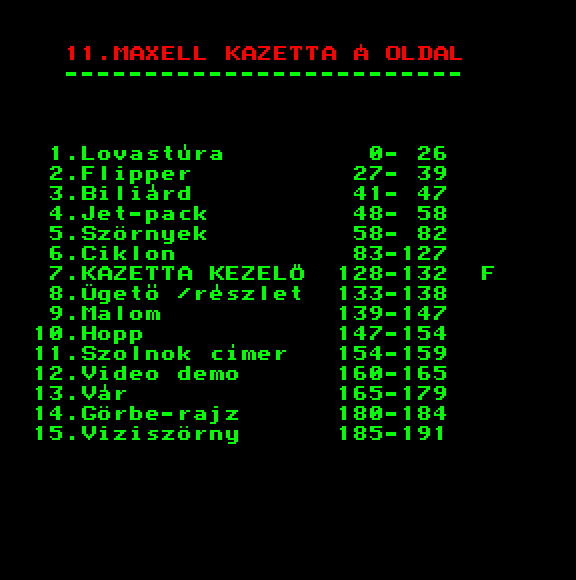 11.MAXELL KAZETTA A OLDAL
-------------------------
1.Lovastúra 0- 26
2.Flipper 27- 39
3.Biliárd 41- 47
4.Jet-pack 48- 58
5.Szörnyek 58- 82
6.Ciklon 83-127
7.KAZETTA KEZELÖ 128-132 F
8.Ügetö /részlet 133-138
9.Malom 139-147
10.Hopp 147-154
11.Szolnok címer 154-159
12.Video demo 160-165
13.Vár 165-179
14.Görbe-rajz 180-184
15.Viziszörny 185-191